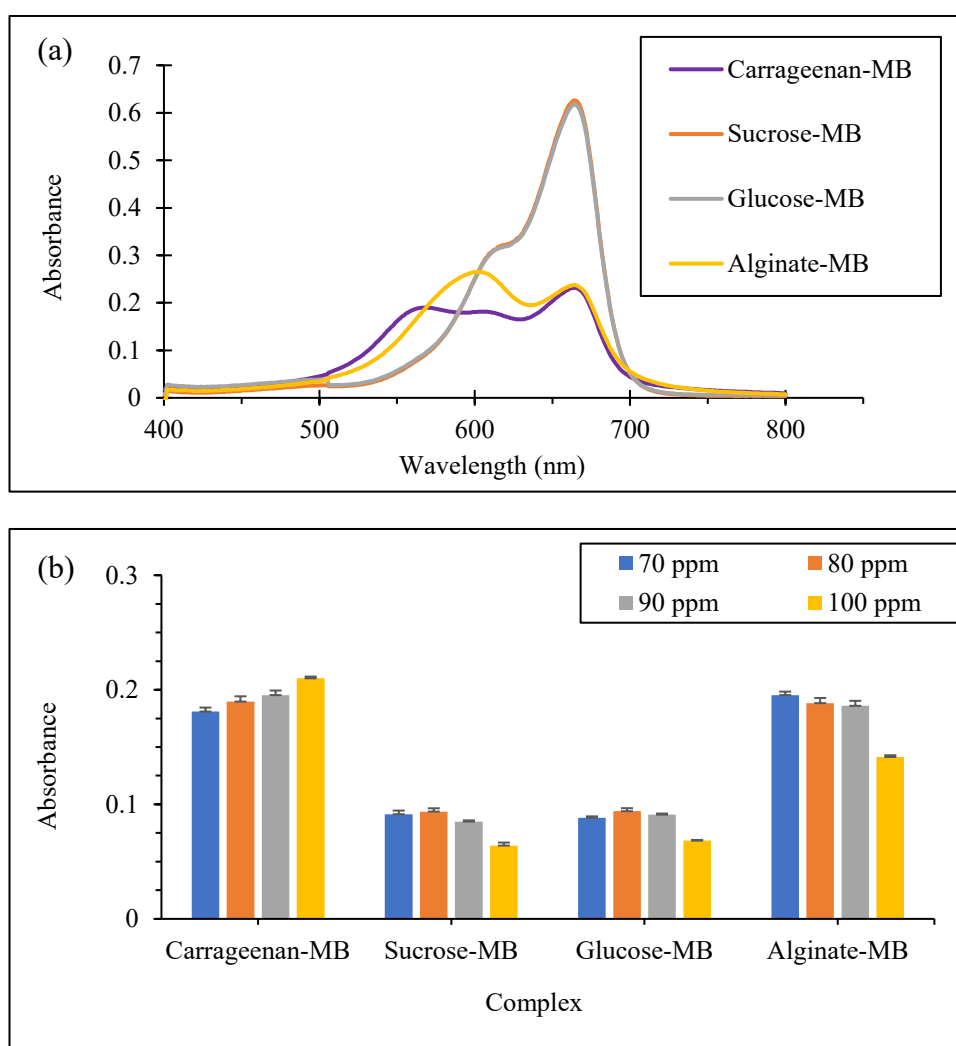 (a)
Carrageenan-MB
Sucrose-MB
Glucose-MB
Alginate-MB
0.7
0.6
0.5
0.4
0.3
0.2
0.1
0
Absorbance
400 500 600 700 800
Wavelength (nm)
(b)
70 ppm 80 ppm
90 ppm 100 ppm
0.3
0.2
0.1
0
Absorbance
Carrageenan-MB Sucrose-MB Glucose-MB Alginate-MB
Complex